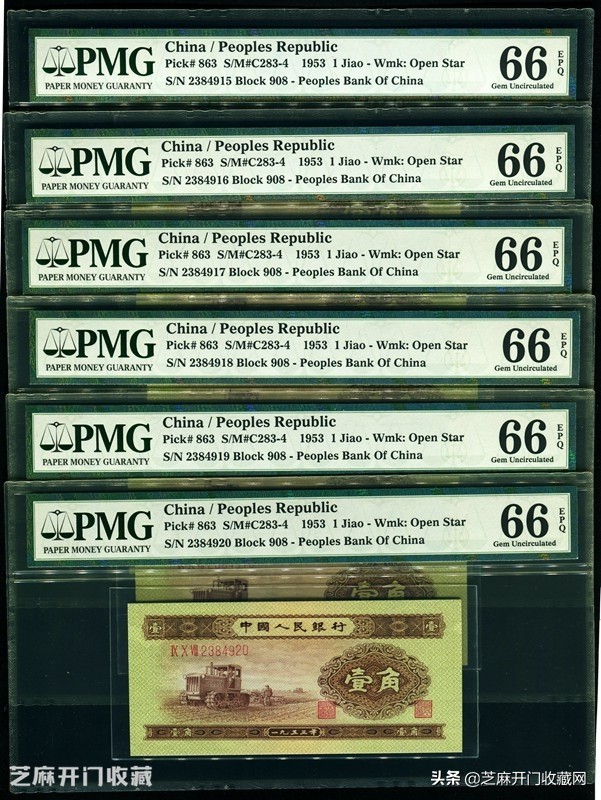 PMG
PAPER MONEY GUARANTY
China / Peoples Republic
Pick# 863 S/M#C283-4 1953 1 Jiao - Wmk: Open Star
S/N 2384915 Block 908 - Peoples Bank Of China
66
EPQ
Gem Uncirculated
PMG
PAPER MONEY GUARANTY
China / Peoples Republic
Pick# 863 S/M#C283-4 1953 1 Jiao - Wmk: Open Star
S/N 2384916 Block 908 - Peoples Bank Of China
66
EPQ
Gem Uncirculated
PMG
PAPER MONEY GUARANTY
China / Peoples Republic
Pick# 863 S/M#C283-4 1953 1 Jiao - Wmk: Open Star
S/N 2384917 Block 908 - Peoples Bank Of China
66
EPQ
Gem Uncirculated
PMG
PAPER MONEY GUARANTY
China / Peoples Republic
Pick# 863 S/M#C283-4 1953 1 Jiao - Wmk: Open Star
S/N 2384918 Block 908 - Peoples Bank Of China
66
EPQ
Gem Uncirculated
PMG
PAPER MONEY GUARANTY
China / Peoples Republic
Pick# 863 S/M#C283-4 1953 1 Jiao - Wmk: Open Star
S/N 2384919 Block 908 - Peoples Bank Of China
66
EPQ
Gem Uncirculated
PMG
PAPER MONEY GUARANTY
China / Peoples Republic
Pick# 863 S/M#C283-4 1953 1 Jiao - Wmk: Open Star
S/N 2384920 Block 908 - Peoples Bank Of China
66
EPQ
Gem Uncirculated
壹角
壹
中國人民銀行
壹
IX X VIII 2384920
壹角
壹角
一九五三年
壹角
芝麻开门收藏
头条 @芝麻开门收藏网